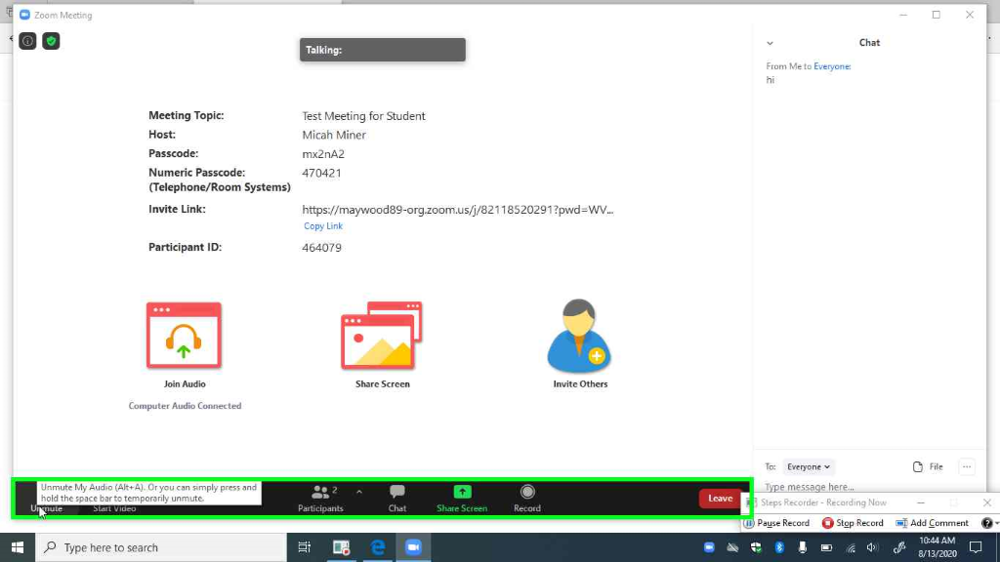 Zoom Meeting
Talking:
Meeting Topic: Test Meeting for Student
Host: Micah Miner
Passcode: mx2nA2
Numeric Passcode: 470421
(Telephone/Room Systems)
Invite Link: https://maywood89-org.zoom.us/j/82118520291?pwd=WV...
Copy Link
Participant ID: 464079
Join Audio
Share Screen
Invite Others
Computer Audio Connected
Chat
From Me to Everyone:
hi
To: Everyone
File
Type message here...
Unmute My Audio (Alt+A). Or you can simply press and
hold the space bar to temporarily unmute.
Unmute
Start Video
2
Participants
Chat
Share Screen
Record
Leave
Steps Recorder - Recording Now
Pause Record
Stop Record
Add Comment
Type here to search
10:44 AM
8/13/2020